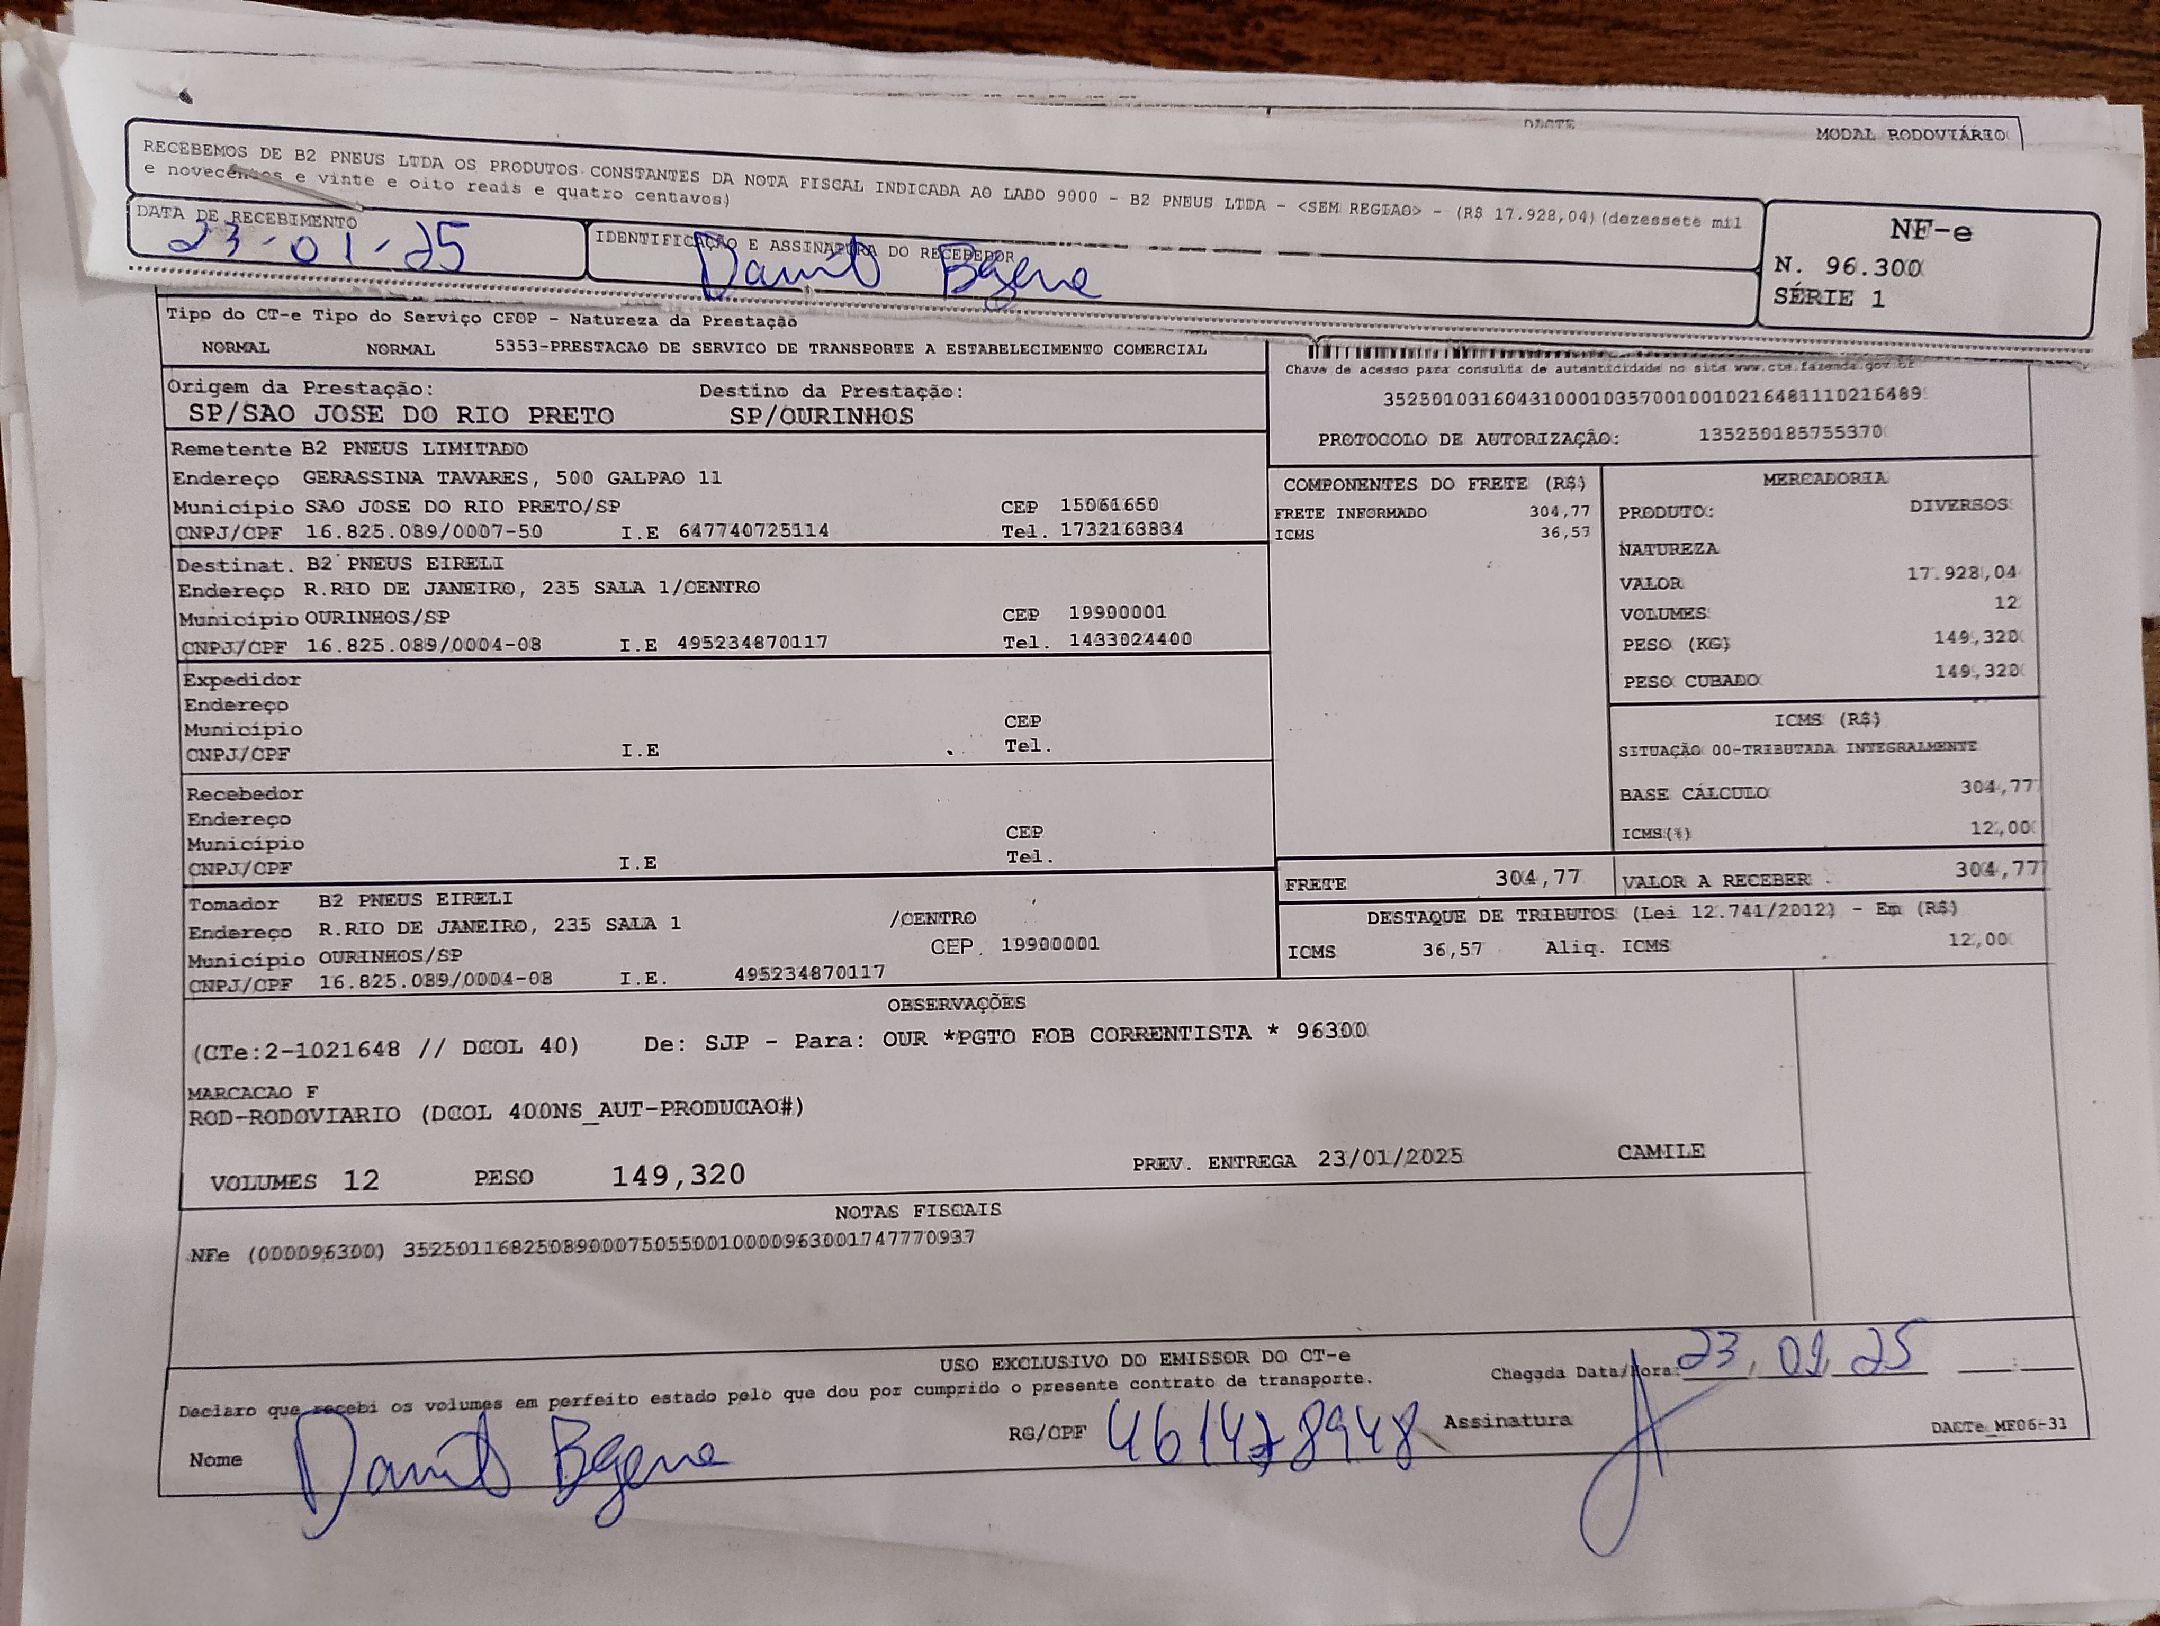 DACTE
MODAL RODOVIÁRIO
RECEBEMOS DE B2 PNEUS LTDA OS PRODUTOS CONSTANTES DA NOTA FISCAL INDICADA AO LADO 9000 - B2 PNEUS LTDA - <SEM REGIAO> - (R$ 17.928,04) (dezessete mil
e novecentos e vinte e oito reais e quatro centavos)
DATA DE RECEBIMENTO
23-01-25
IDENTIFICAÇÃO E ASSINATURA DO RECEBEDOR
NF-e
N. 96.300
SÉRIE 1
Tipo do CT-e Tipo do Serviço CFOP - Natureza da Prestação
NORMAL NORMAL 5353-PRESTACAO DE SERVICO DE TRANSPORTE A ESTABELECIMENTO COMERCIAL
Origem da Prestação: Destino da Prestação:
SP/SAO JOSE DO RIO PRETO SP/OURINHOS
Chave de acesso para consulta de autenticidade no site www.cte.fazenda.gov.br
35250103160431000103570010010216481110216489
PROTOCOLO DE AUTORIZAÇÃO: 135250185755370
Remetente B2 PNEUS LIMITADO
Endereço GERASSINA TAVARES, 500 GALPAO 11
Município SAO JOSE DO RIO PRETO/SP CEP 15061650
CNPJ/CPF 16.825.089/0007-50 I.E 647740725114 Tel. 1732163834
Destinat. B2 PNEUS EIRELI
Endereço R.RIO DE JANEIRO, 235 SALA 1/CENTRO
Município OURINHOS/SP CEP 19900001
CNPJ/CPF 16.825.089/0004-08 I.E 495234870117 Tel. 1433024400
Expedidor
Endereço
Município CEP
CNPJ/CPF I.E Tel.
Recebedor
Endereço
Município CEP
CNPJ/CPF I.E Tel.
Tomador B2 PNEUS EIRELI
Endereço R.RIO DE JANEIRO, 235 SALA 1 /CENTRO
Município OURINHOS/SP CEP. 19900001
CNPJ/CPF 16.825.089/0004-08 I.E. 495234870117
COMPONENTES DO FRETE (R$)
FRETE INFORMADO 304,77
ICMS 36,57
MERCADORIA
PRODUTO: DIVERSOS
NATUREZA
VALOR 17.928,04
VOLUMES 12
PESO (KG) 149,320
PESO CUBADO 149,320
ICMS (R$)
SITUAÇÃO 00-TRIBUTADA INTEGRALMENTE
BASE CÁLCULO 304,77
ICMS(%) 12,00
FRETE 304,77 VALOR A RECEBER 304,77
DESTAQUE DE TRIBUTOS (Lei 12.741/2012) - Em (R$)
ICMS 36,57 Aliq. ICMS 12,00
OBSERVAÇÕES
(CTe:2-1021648 // DCOL 40) De: SJP - Para: OUR *PGTO FOB CORRENTISTA * 96300
MARCACAO F
ROD-RODOVIARIO (DCOL 400NS_AUT-PRODUCAO#)
VOLUMES 12 PESO 149,320 PREV. ENTREGA 23/01/2025 CAMILE
NOTAS FISCAIS
NFe (000096300) 35250116825089000750550010000963001747770937
USO EXCLUSIVO DO EMISSOR DO CT-e
Declaro que recebi os volumes em perfeito estado pelo que dou por cumprido o presente contrato de transporte.
Chegada Data/Hora: 23, 01, 25
Nome
RG/CPF
Assinatura
DACTe_MF06-31